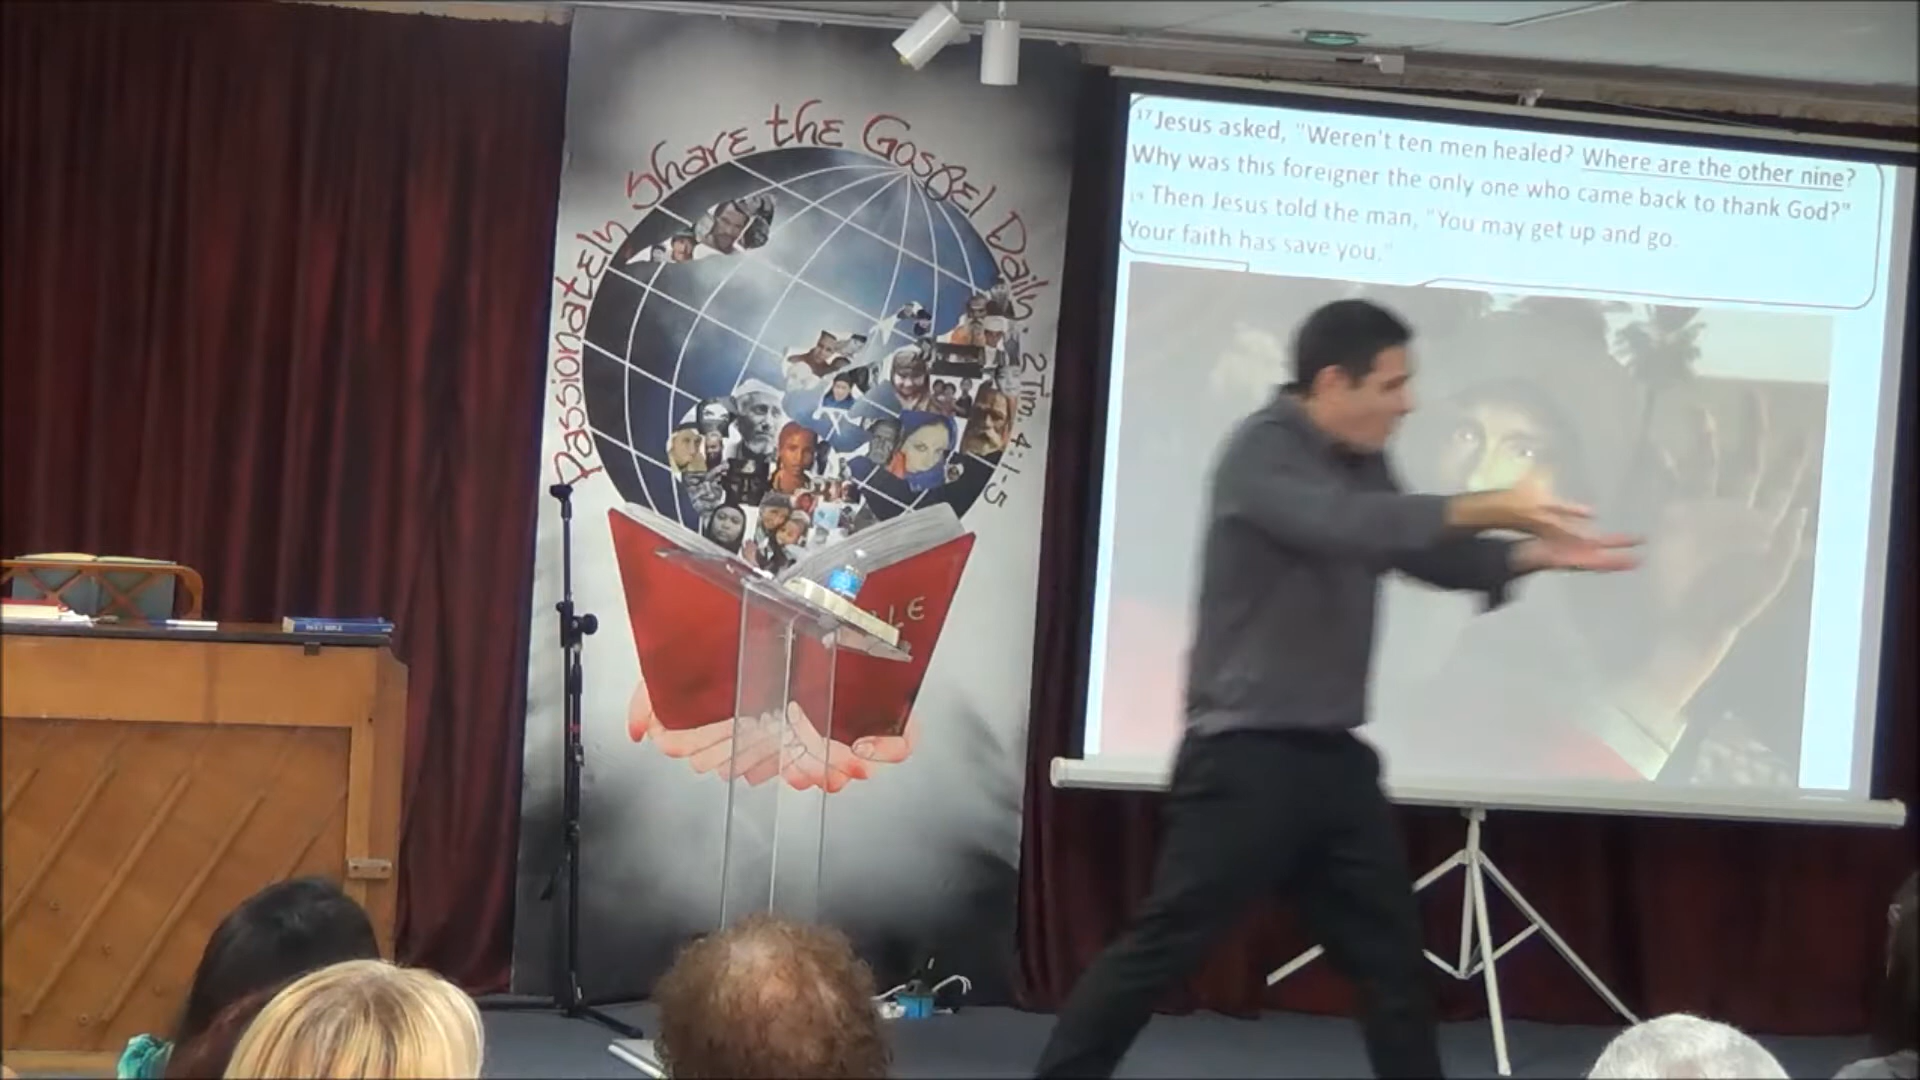 Passionately Share the Gospel Daily. 2 Tim. 4:1-5
17 Jesus asked, "Weren't ten men healed? Where are the other nine?
Why was this foreigner the only one who came back to thank God?"
Then Jesus told the man, "You may get up and go.
Your faith has save you."